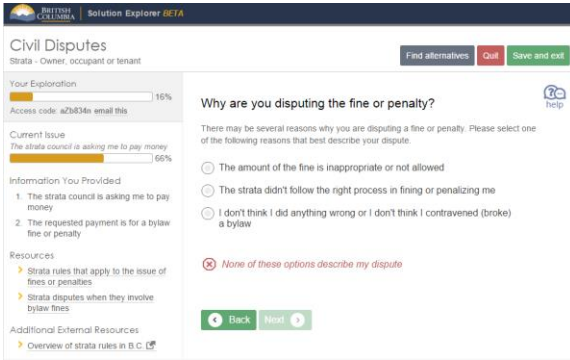 BRITISH
COLUMBIA
Solution Explorer BETA
Civil Disputes
Strata - Owner, occupant or tenant
Find alternatives
Quit
Save and exit
Your Exploration
16%
Access code: aZb834n email this
Current Issue
The strata council is asking me to pay money
66%
Information You Provided
1. The strata council is asking me to pay
money
2. The requested payment is for a bylaw
fine or penalty
Resources
Strata rules that apply to the issue of
fines or penalties
Strata disputes when they involve
bylaw fines
Additional External Resources
Overview of strata rules in B.C.
Why are you disputing the fine or penalty?
help
There may be several reasons why you are disputing a fine or penalty. Please select one
of the following reasons that best describe your dispute.
The amount of the fine is inappropriate or not allowed
The strata didn't follow the right process in fining or penalizing me
I don't think I did anything wrong or I don't think I contravened (broke)
a bylaw
None of these options describe my dispute
Back
Next